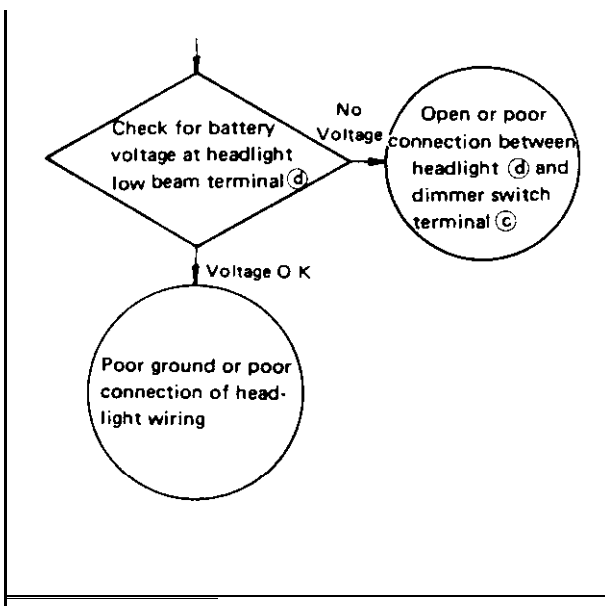 Check for battery
voltage at headlight
low beam terminal ⓓ
No
Voltage
Open or poor
connection between
headlight ⓓ and
dimmer switch
terminal ⓒ
Voltage O K
Poor ground or poor
connection of head-
light wiring